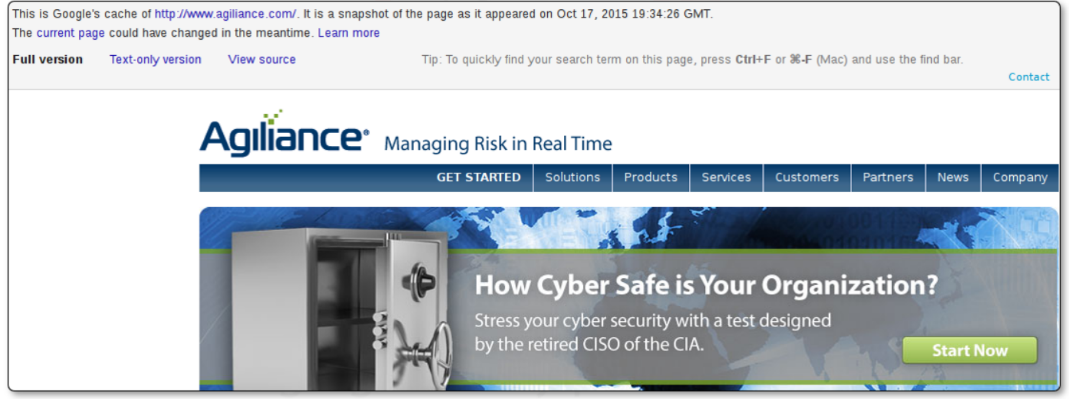 This is Google's cache of http://www.agiliance.com/. It is a snapshot of the page as it appeared on Oct 17, 2015 19:34:26 GMT.
The current page could have changed in the meantime. Learn more
Full version Text-only version View source Tip: To quickly find your search term on this page, press Ctrl+F or ⌘-F (Mac) and use the find bar.
Contact
Agiliance® Managing Risk in Real Time
GET STARTED Solutions Products Services Customers Partners News Company
How Cyber Safe is Your Organization?
Stress your cyber security with a test designed
by the retired CISO of the CIA.
Start Now